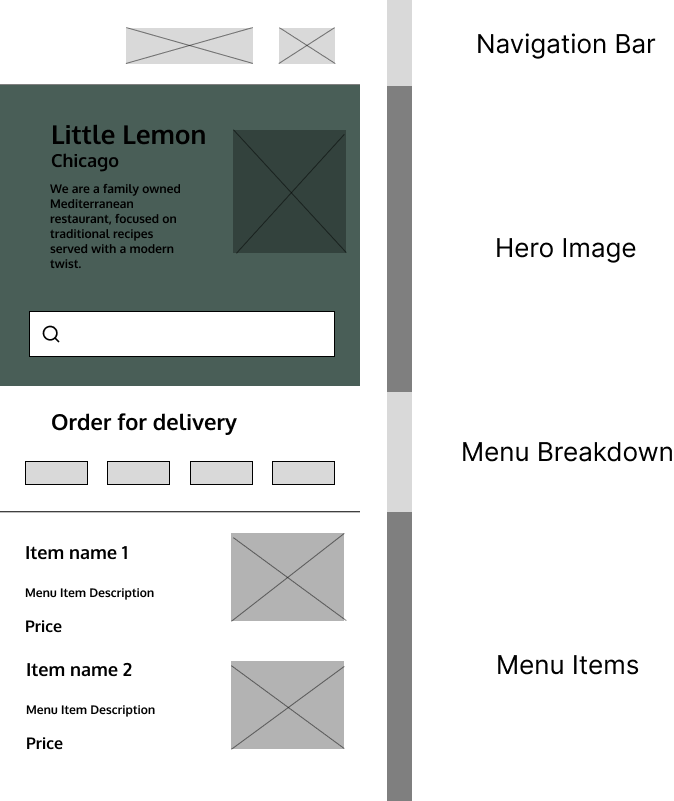 Navigation Bar
Little Lemon
Chicago
We are a family owned
Mediterranean
restaurant, focused on
traditional recipes
served with a modern
twist.
Hero Image
Order for delivery
Menu Breakdown
Item name 1
Menu Item Description
Price
Item name 2
Menu Item Description
Price
Menu Items